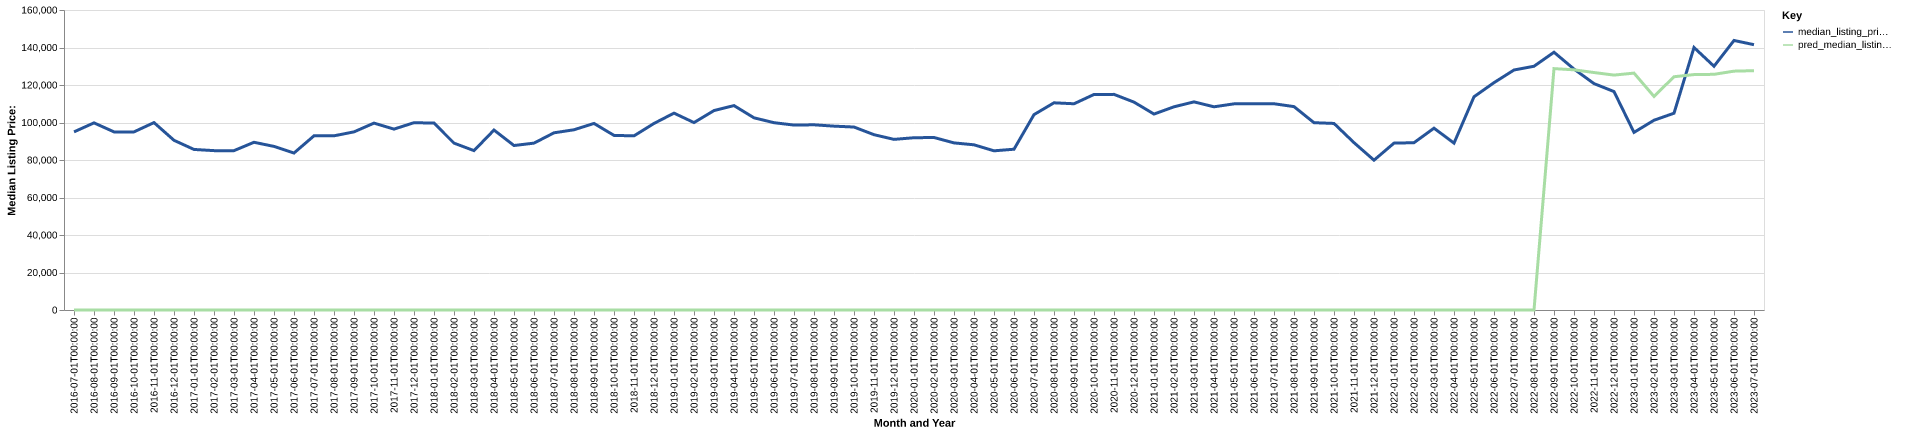 160,000
140,000
120,000
100,000
80,000
60,000
40,000
20,000
0
Median Listing Price:
2016-07-01T00:00:00
2016-08-01T00:00:00
2016-09-01T00:00:00
2016-10-01T00:00:00
2016-11-01T00:00:00
2016-12-01T00:00:00
2017-01-01T00:00:00
2017-02-01T00:00:00
2017-03-01T00:00:00
2017-04-01T00:00:00
2017-05-01T00:00:00
2017-06-01T00:00:00
2017-07-01T00:00:00
2017-08-01T00:00:00
2017-09-01T00:00:00
2017-10-01T00:00:00
2017-11-01T00:00:00
2017-12-01T00:00:00
2018-01-01T00:00:00
2018-02-01T00:00:00
2018-03-01T00:00:00
2018-04-01T00:00:00
2018-05-01T00:00:00
2018-06-01T00:00:00
2018-07-01T00:00:00
2018-08-01T00:00:00
2018-09-01T00:00:00
2018-10-01T00:00:00
2018-11-01T00:00:00
2018-12-01T00:00:00
2019-01-01T00:00:00
2019-02-01T00:00:00
2019-03-01T00:00:00
2019-04-01T00:00:00
2019-05-01T00:00:00
2019-06-01T00:00:00
2019-07-01T00:00:00
2019-08-01T00:00:00
2019-09-01T00:00:00
2019-10-01T00:00:00
2019-11-01T00:00:00
2019-12-01T00:00:00
2020-01-01T00:00:00
2020-02-01T00:00:00
2020-03-01T00:00:00
2020-04-01T00:00:00
2020-05-01T00:00:00
2020-06-01T00:00:00
2020-07-01T00:00:00
2020-08-01T00:00:00
2020-09-01T00:00:00
2020-10-01T00:00:00
2020-11-01T00:00:00
2020-12-01T00:00:00
2021-01-01T00:00:00
2021-02-01T00:00:00
2021-03-01T00:00:00
2021-04-01T00:00:00
2021-05-01T00:00:00
2021-06-01T00:00:00
2021-07-01T00:00:00
2021-08-01T00:00:00
2021-09-01T00:00:00
2021-10-01T00:00:00
2021-11-01T00:00:00
2021-12-01T00:00:00
2022-01-01T00:00:00
2022-02-01T00:00:00
2022-03-01T00:00:00
2022-04-01T00:00:00
2022-05-01T00:00:00
2022-06-01T00:00:00
2022-07-01T00:00:00
2022-08-01T00:00:00
2022-09-01T00:00:00
2022-10-01T00:00:00
2022-11-01T00:00:00
2022-12-01T00:00:00
2023-01-01T00:00:00
2023-02-01T00:00:00
2023-03-01T00:00:00
2023-04-01T00:00:00
2023-05-01T00:00:00
2023-06-01T00:00:00
2023-07-01T00:00:00
Month and Year
Key
median_listing_pri…
pred_median_listin…